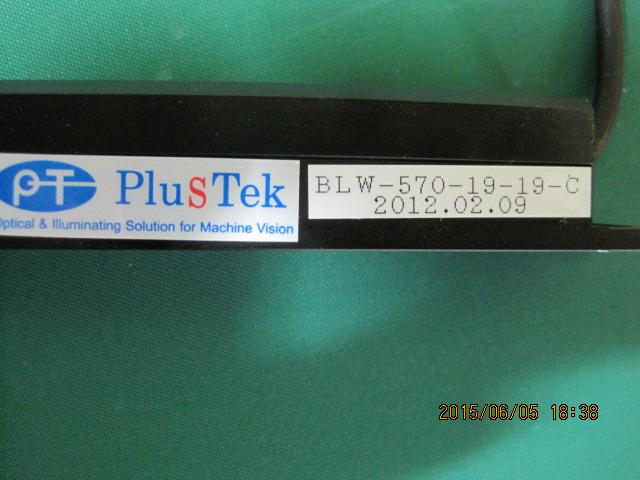 PT PlusTek
Optical & Illuminating Solution for Machine Vision
BLW-570-19-19-C
2012.02.09
2015/06/05 18:38